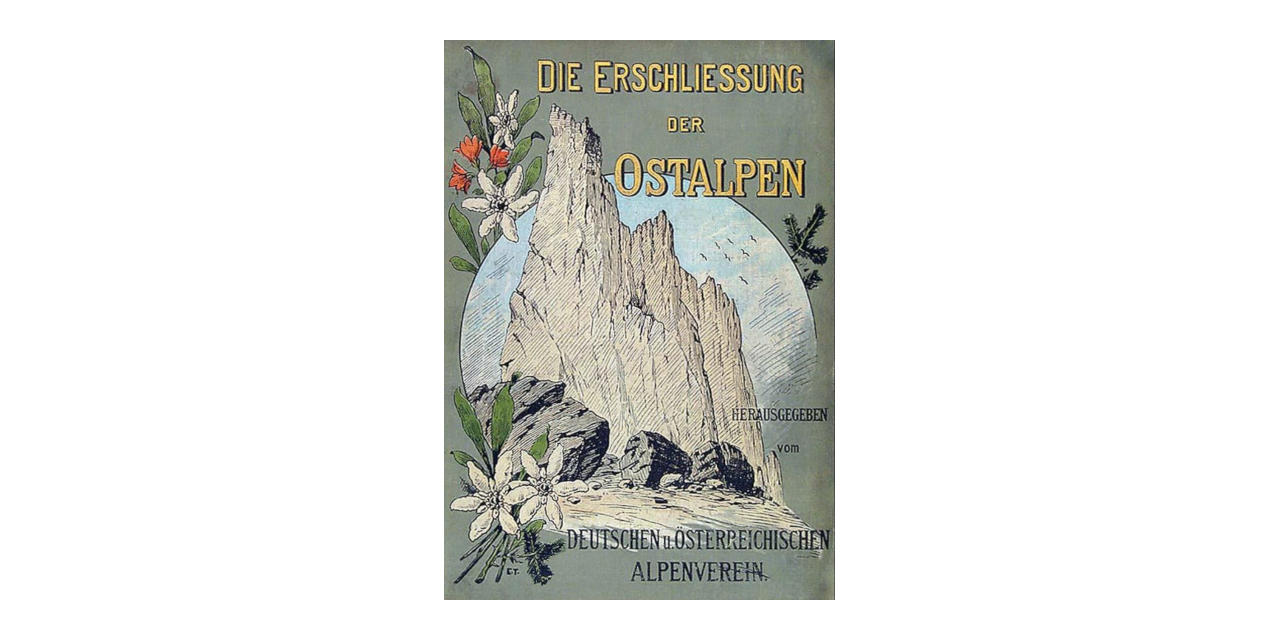 DIE ERSCHLIESSUNG
DER
OSTALPEN
HERAUSGEGEBEN
vom
DEUTSCHEN u. ÖSTERREICHISCHEN
ALPENVEREIN.
E.T.